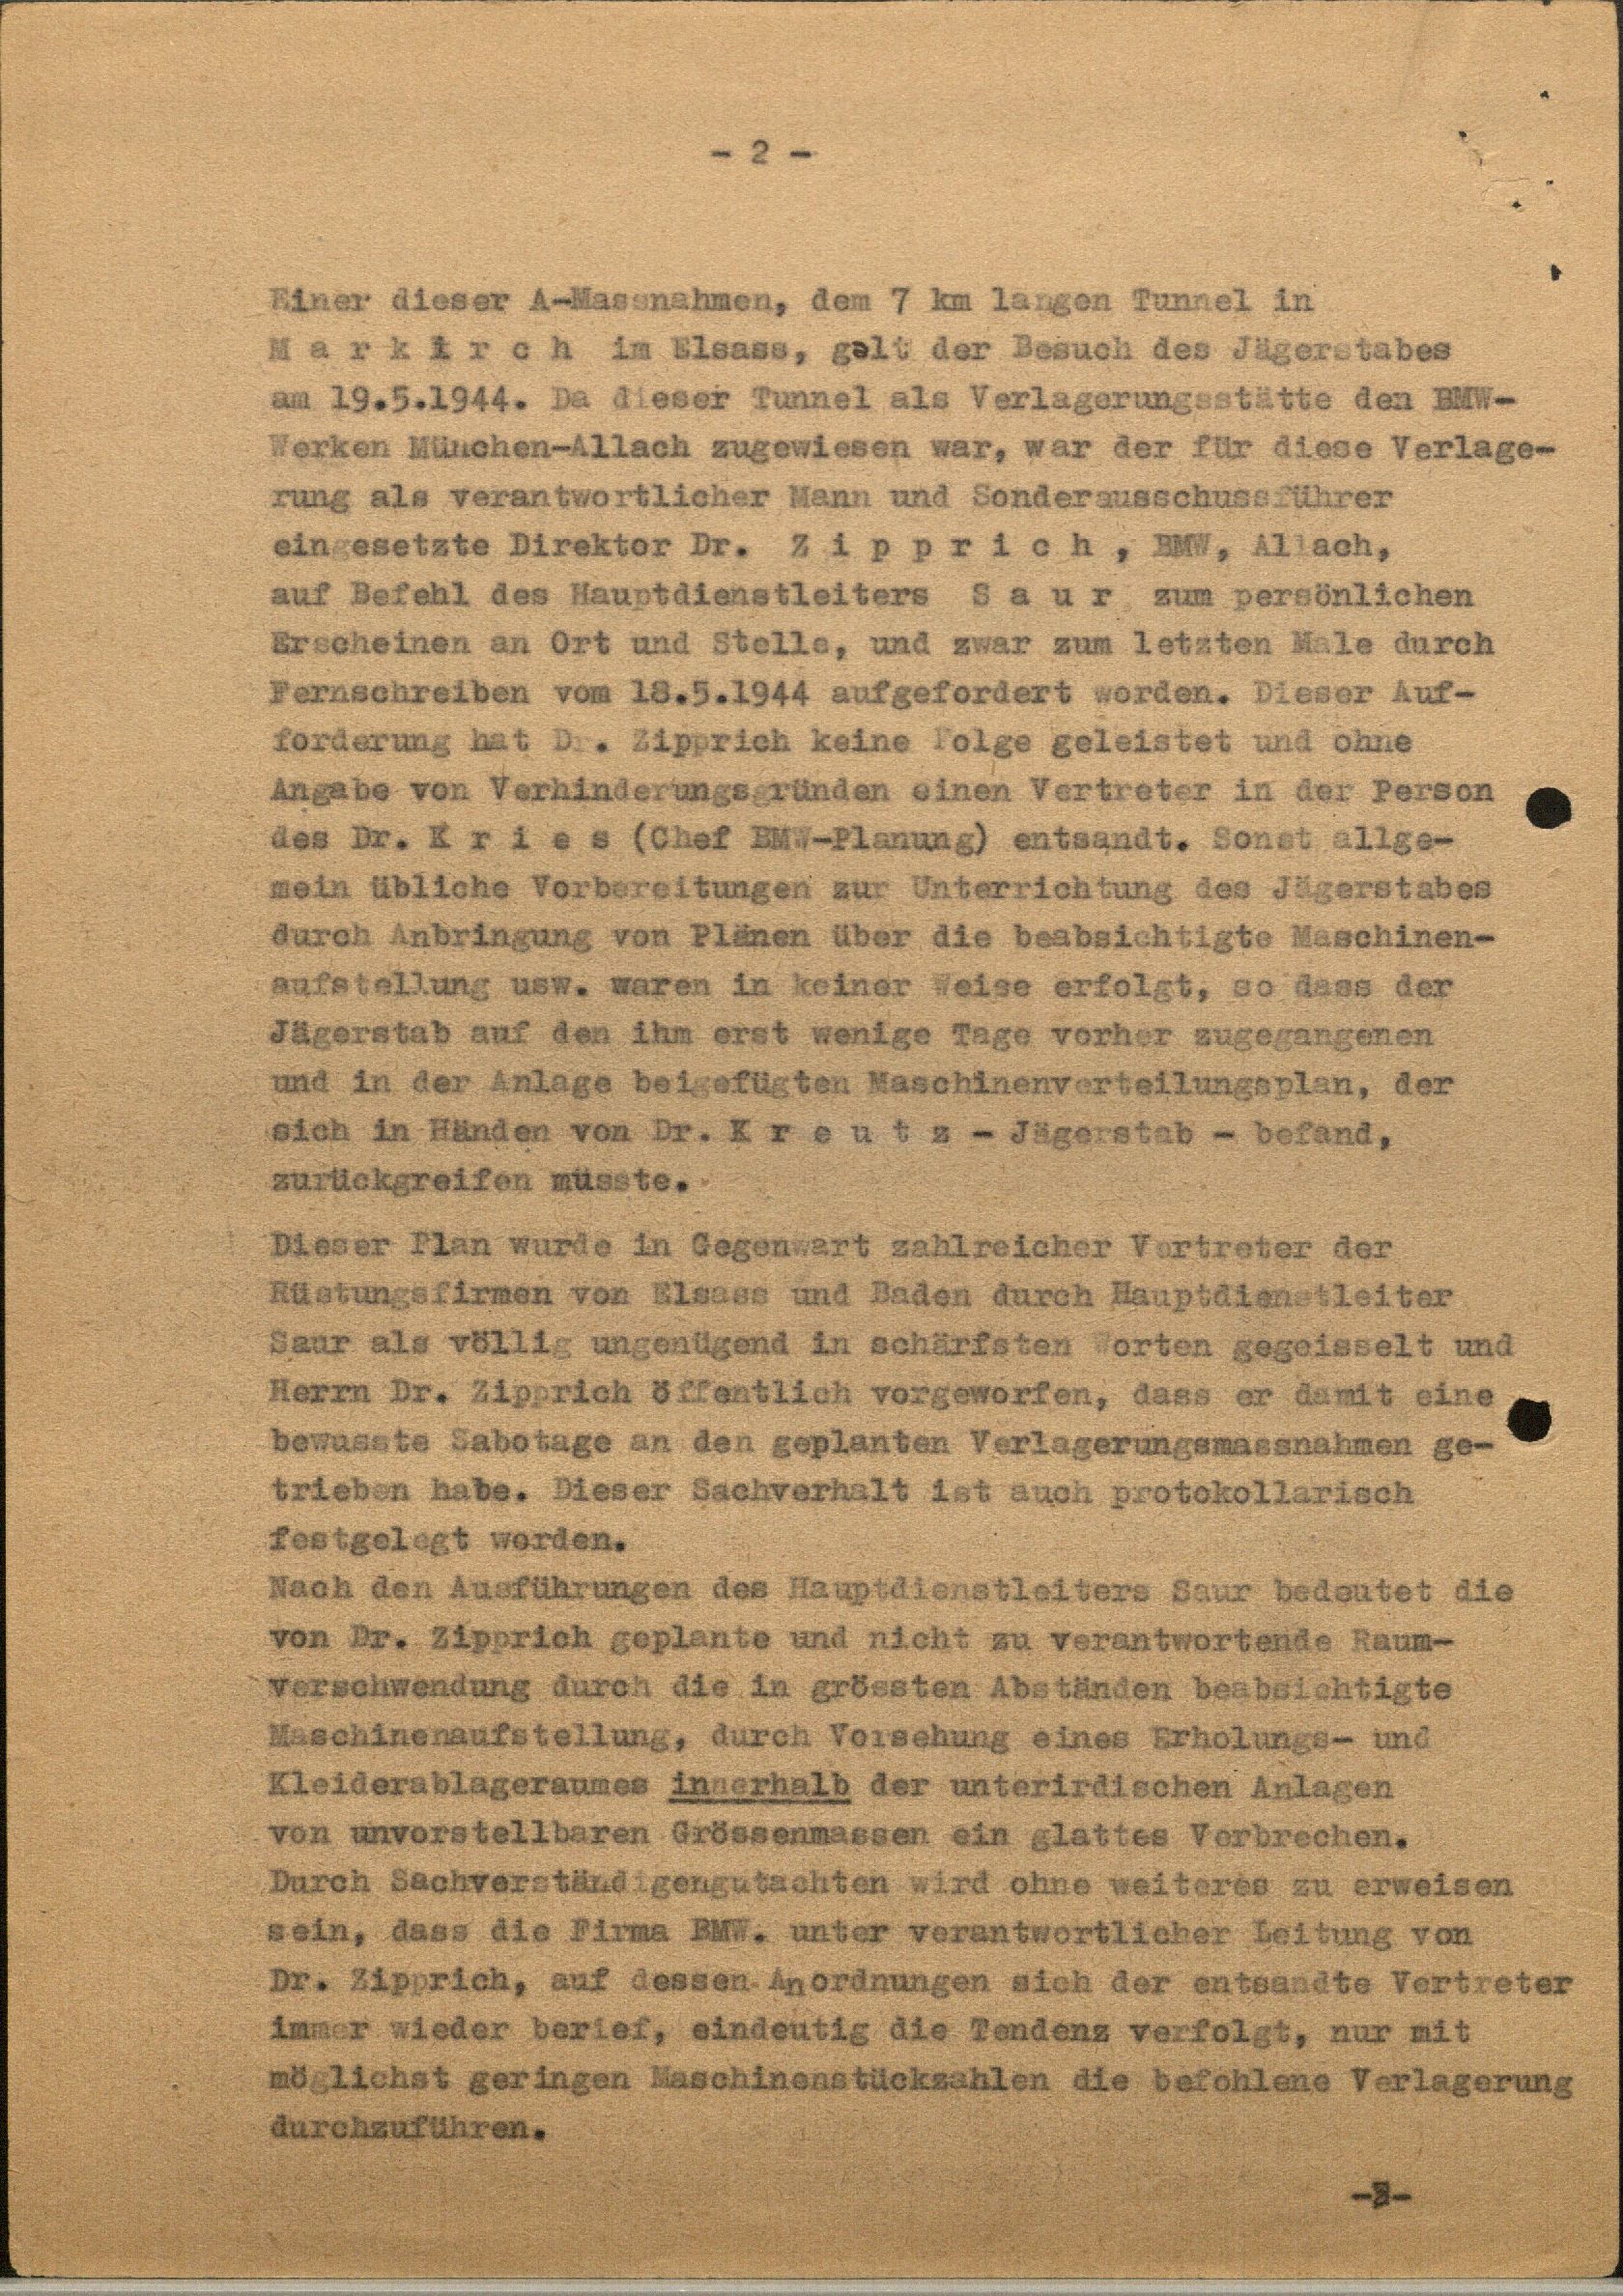 - 2 -
Einer dieser A-Massnahmen, dem 7 km langen Tunnel in
M a r k i r c h im Elsass, galt der Besuch des Jägerstabes
am 19.5.1944. Da dieser Tunnel als Verlagerungsstätte den BMW-
Werken München-Allach zugewiesen war, war der für diese Verlage-
rung als verantwortlicher Mann und Sonderausschussführer
eingesetzte Direktor Dr. Z i p p r i c h , BMW, Allach,
auf Befehl des Hauptdienstleiters S a u r zum persönlichen
Erscheinen an Ort und Stelle, und zwar zum letzten Male durch
Fernschreiben vom 18.5.1944 aufgefordert worden. Dieser Auf-
forderung hat Dr. Zipprich keine Folge geleistet und ohne
Angabe von Verhinderungsgründen einen Vertreter in der Person
des Dr. K r i e s (Chef BMW-Planung) entsandt. Sonst allge-
mein übliche Vorbereitungen zur Unterrichtung des Jägerstabes
durch Anbringung von Plänen über die beabsichtigte Maschinen-
aufstellung usw. waren in keiner Weise erfolgt, so dass der
Jägerstab auf den ihm erst wenige Tage vorher zugegangenen
und in der Anlage beigefügten Maschinenverteilungsplan, der
sich in Händen von Dr. K r e u t z - Jägerstab - befand,
zurückgreifen müsste.
Dieser Plan wurde in Gegenwart zahlreicher Vertreter der
Rüstungsfirmen von Elsass und Baden durch Hauptdienstleiter
Saur als völlig ungenügend in schärfsten Worten gegeisselt und
Herrn Dr. Zipprich öffentlich vorgeworfen, dass er damit eine
bewusste Sabotage an den geplanten Verlagerungsmassnahmen ge-
trieben habe. Dieser Sachverhalt ist auch protokollarisch
festgelegt worden.
Nach den Ausführungen des Hauptdienstleiters Saur bedeutet die
von Dr. Zipprich geplante und nicht zu verantwortende Raum-
verschwendung durch die in grössten Abständen beabsichtigte
Maschinenaufstellung, durch Vorsehung eines Erholungs- und
Kleiderablageraumes innerhalb der unterirdischen Anlagen
von unvorstellbaren Grössenmassen ein glattes Verbrechen.
Durch Sachverständigengutachten wird ohne weiteres zu erweisen
sein, dass die Firma BMW. unter verantwortlicher Leitung von
Dr. Zipprich, auf dessen Anordnungen sich der entsandte Vertreter
immer wieder berief, eindeutig die Tendenz verfolgt, nur mit
möglichst geringen Maschinenstückzahlen die befohlene Verlagerung
durchzuführen.
-3-